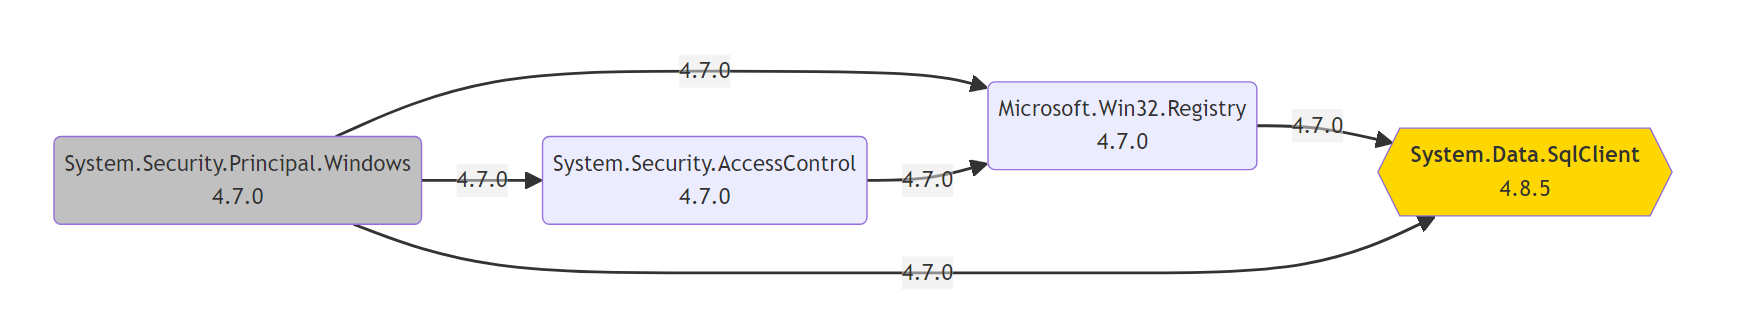 4.7.0
Microsoft.Win32.Registry
4.7.0
4.7.0
System.Data.SqlClient
4.8.5
System.Security.Principal.Windows
4.7.0
4.7.0
System.Security.AccessControl
4.7.0
4.7.0
4.7.0